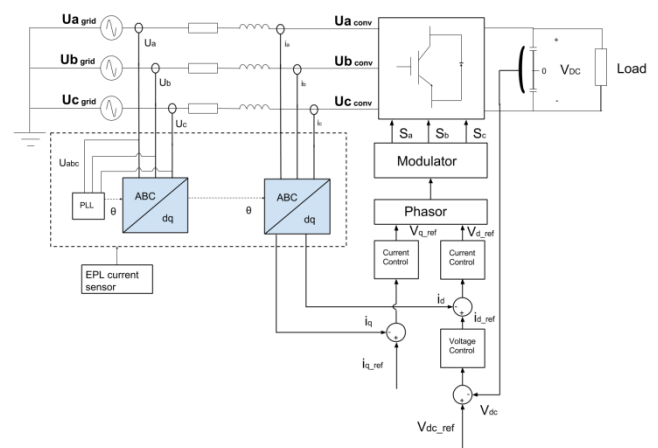 Ua grid
Ua
ia
Ua conv
Ub grid
Ub
ib
Ub conv
Uc grid
Uc
ic
Uc conv
+
0
-
VDC
Load
Sa
Sb
Sc
Modulator
Phasor
Vq_ref
Vd_ref
Uabc
PLL
θ
ABC
dq
θ
ABC
dq
EPL current
sensor
Current
Control
Current
Control
id
-
+
id_ref
iq
-
+
iq_ref
Voltage
Control
+
-
Vdc
Vdc_ref